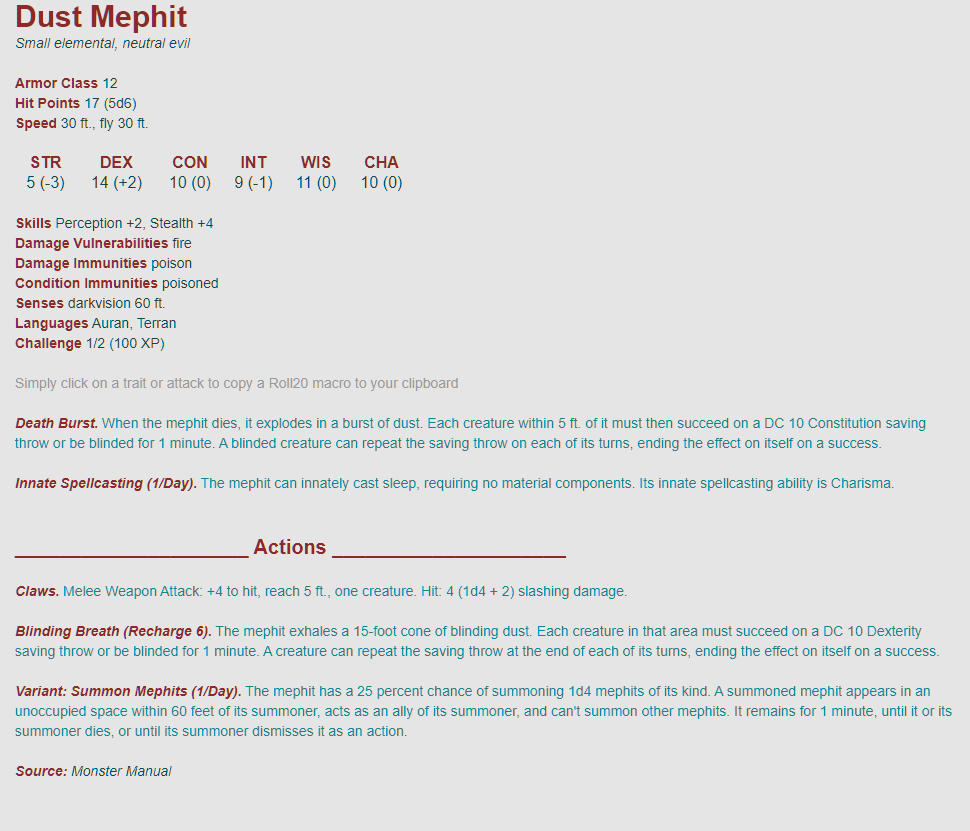 Dust Mephit
Small elemental, neutral evil
Armor Class 12
Hit Points 17 (5d6)
Speed 30 ft., fly 30 ft.
STR DEX CON INT WIS CHA
5 (-3) 14 (+2) 10 (0) 9 (-1) 11 (0) 10 (0)
Skills Perception +2, Stealth +4
Damage Vulnerabilities fire
Damage Immunities poison
Condition Immunities poisoned
Senses darkvision 60 ft.
Languages Auran, Terran
Challenge 1/2 (100 XP)
Simply click on a trait or attack to copy a Roll20 macro to your clipboard
Death Burst. When the mephit dies, it explodes in a burst of dust. Each creature within 5 ft. of it must then succeed on a DC 10 Constitution saving
throw or be blinded for 1 minute. A blinded creature can repeat the saving throw on each of its turns, ending the effect on itself on a success.
Innate Spellcasting (1/Day). The mephit can innately cast sleep, requiring no material components. Its innate spellcasting ability is Charisma.
_____________________ Actions _____________________
Claws. Melee Weapon Attack: +4 to hit, reach 5 ft., one creature. Hit: 4 (1d4 + 2) slashing damage.
Blinding Breath (Recharge 6). The mephit exhales a 15-foot cone of blinding dust. Each creature in that area must succeed on a DC 10 Dexterity
saving throw or be blinded for 1 minute. A creature can repeat the saving throw at the end of each of its turns, ending the effect on itself on a success.
Variant: Summon Mephits (1/Day). The mephit has a 25 percent chance of summoning 1d4 mephits of its kind. A summoned mephit appears in an
unoccupied space within 60 feet of its summoner, acts as an ally of its summoner, and can't summon other mephits. It remains for 1 minute, until it or its
summoner dies, or until its summoner dismisses it as an action.
Source: Monster Manual